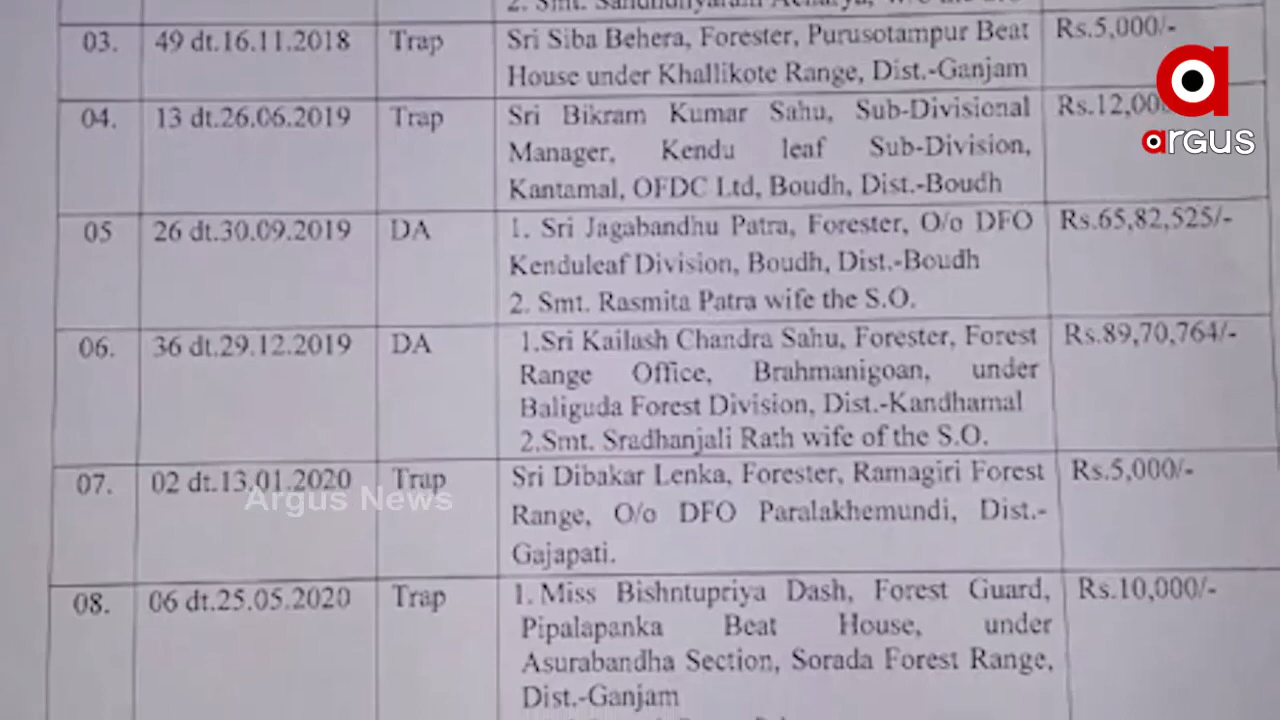 03. 49 dt.16.11.2018 Trap Sri Siba Behera, Forester, Purusotampur Beat Rs.5,000/-
House under Khallikote Range, Dist.-Ganjam
04. 13 dt.26.06.2019 Trap Sri Bikram Kumar Sahu, Sub-Divisional
Manager, Kendu leaf Sub-Division,
Kantamal, OFDC Ltd, Boudh, Dist.-Boudh
05 26 dt.30.09.2019 DA 1. Sri Jagabandhu Patra, Forester, O/o DFO Rs.65,82,525/-
Kenduleaf Division, Boudh, Dist.-Boudh
2. Smt. Rasmita Patra wife the S.O.
06. 36 dt.29.12.2019 DA 1.Sri Kailash Chandra Sahu, Forester, Forest Rs.89,70,764/-
Range Office, Brahmanigoan, under
Baliguda Forest Division, Dist.-Kandhamal
2.Smt. Sradhanjali Rath wife of the S.O.
07. 02 dt.13.01.2020 Trap Sri Dibakar Lenka, Forester, Ramagiri Forest Rs.5,000/-
Range, O/o DFO Paralakhemundi, Dist.-
Gajapati.
08. 06 dt.25.05.2020 Trap 1. Miss Bishntupriya Dash, Forest Guard, Rs.10,000/-
Pipalapanka Beat House, under
Asurabandha Section, Sorada Forest Range,
Dist.-Ganjam
argus
Argus News